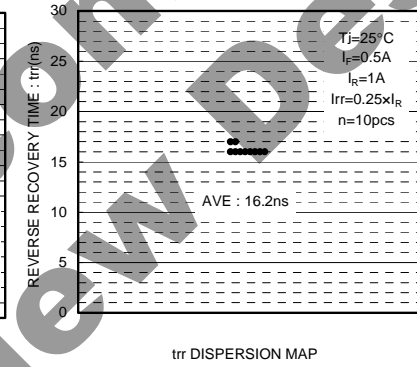 30
25
20
15
10
5
0
REVERSE RECOVERY TIME : trr(ns)
Tj=25°C
IF=0.5A
IR=1A
Irr=0.25×IR
n=10pcs
AVE : 16.2ns
trr DISPERSION MAP